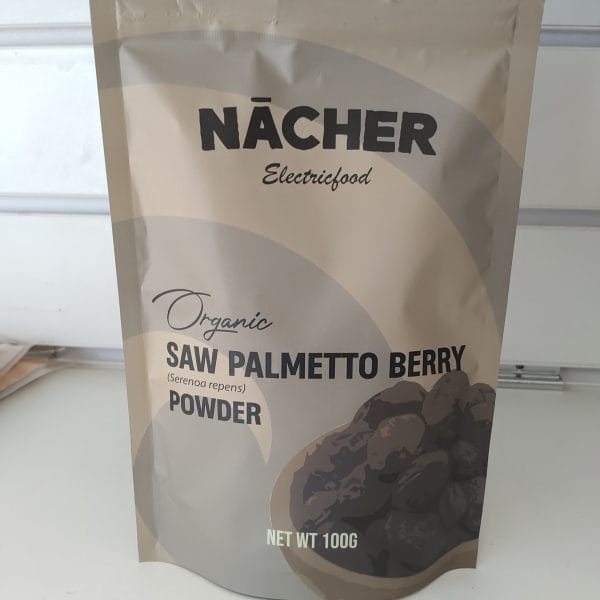 NĀCHER
Electricfood
Organic
SAW PALMETTO BERRY
(Serenoa repens)
POWDER
NET WT 100G